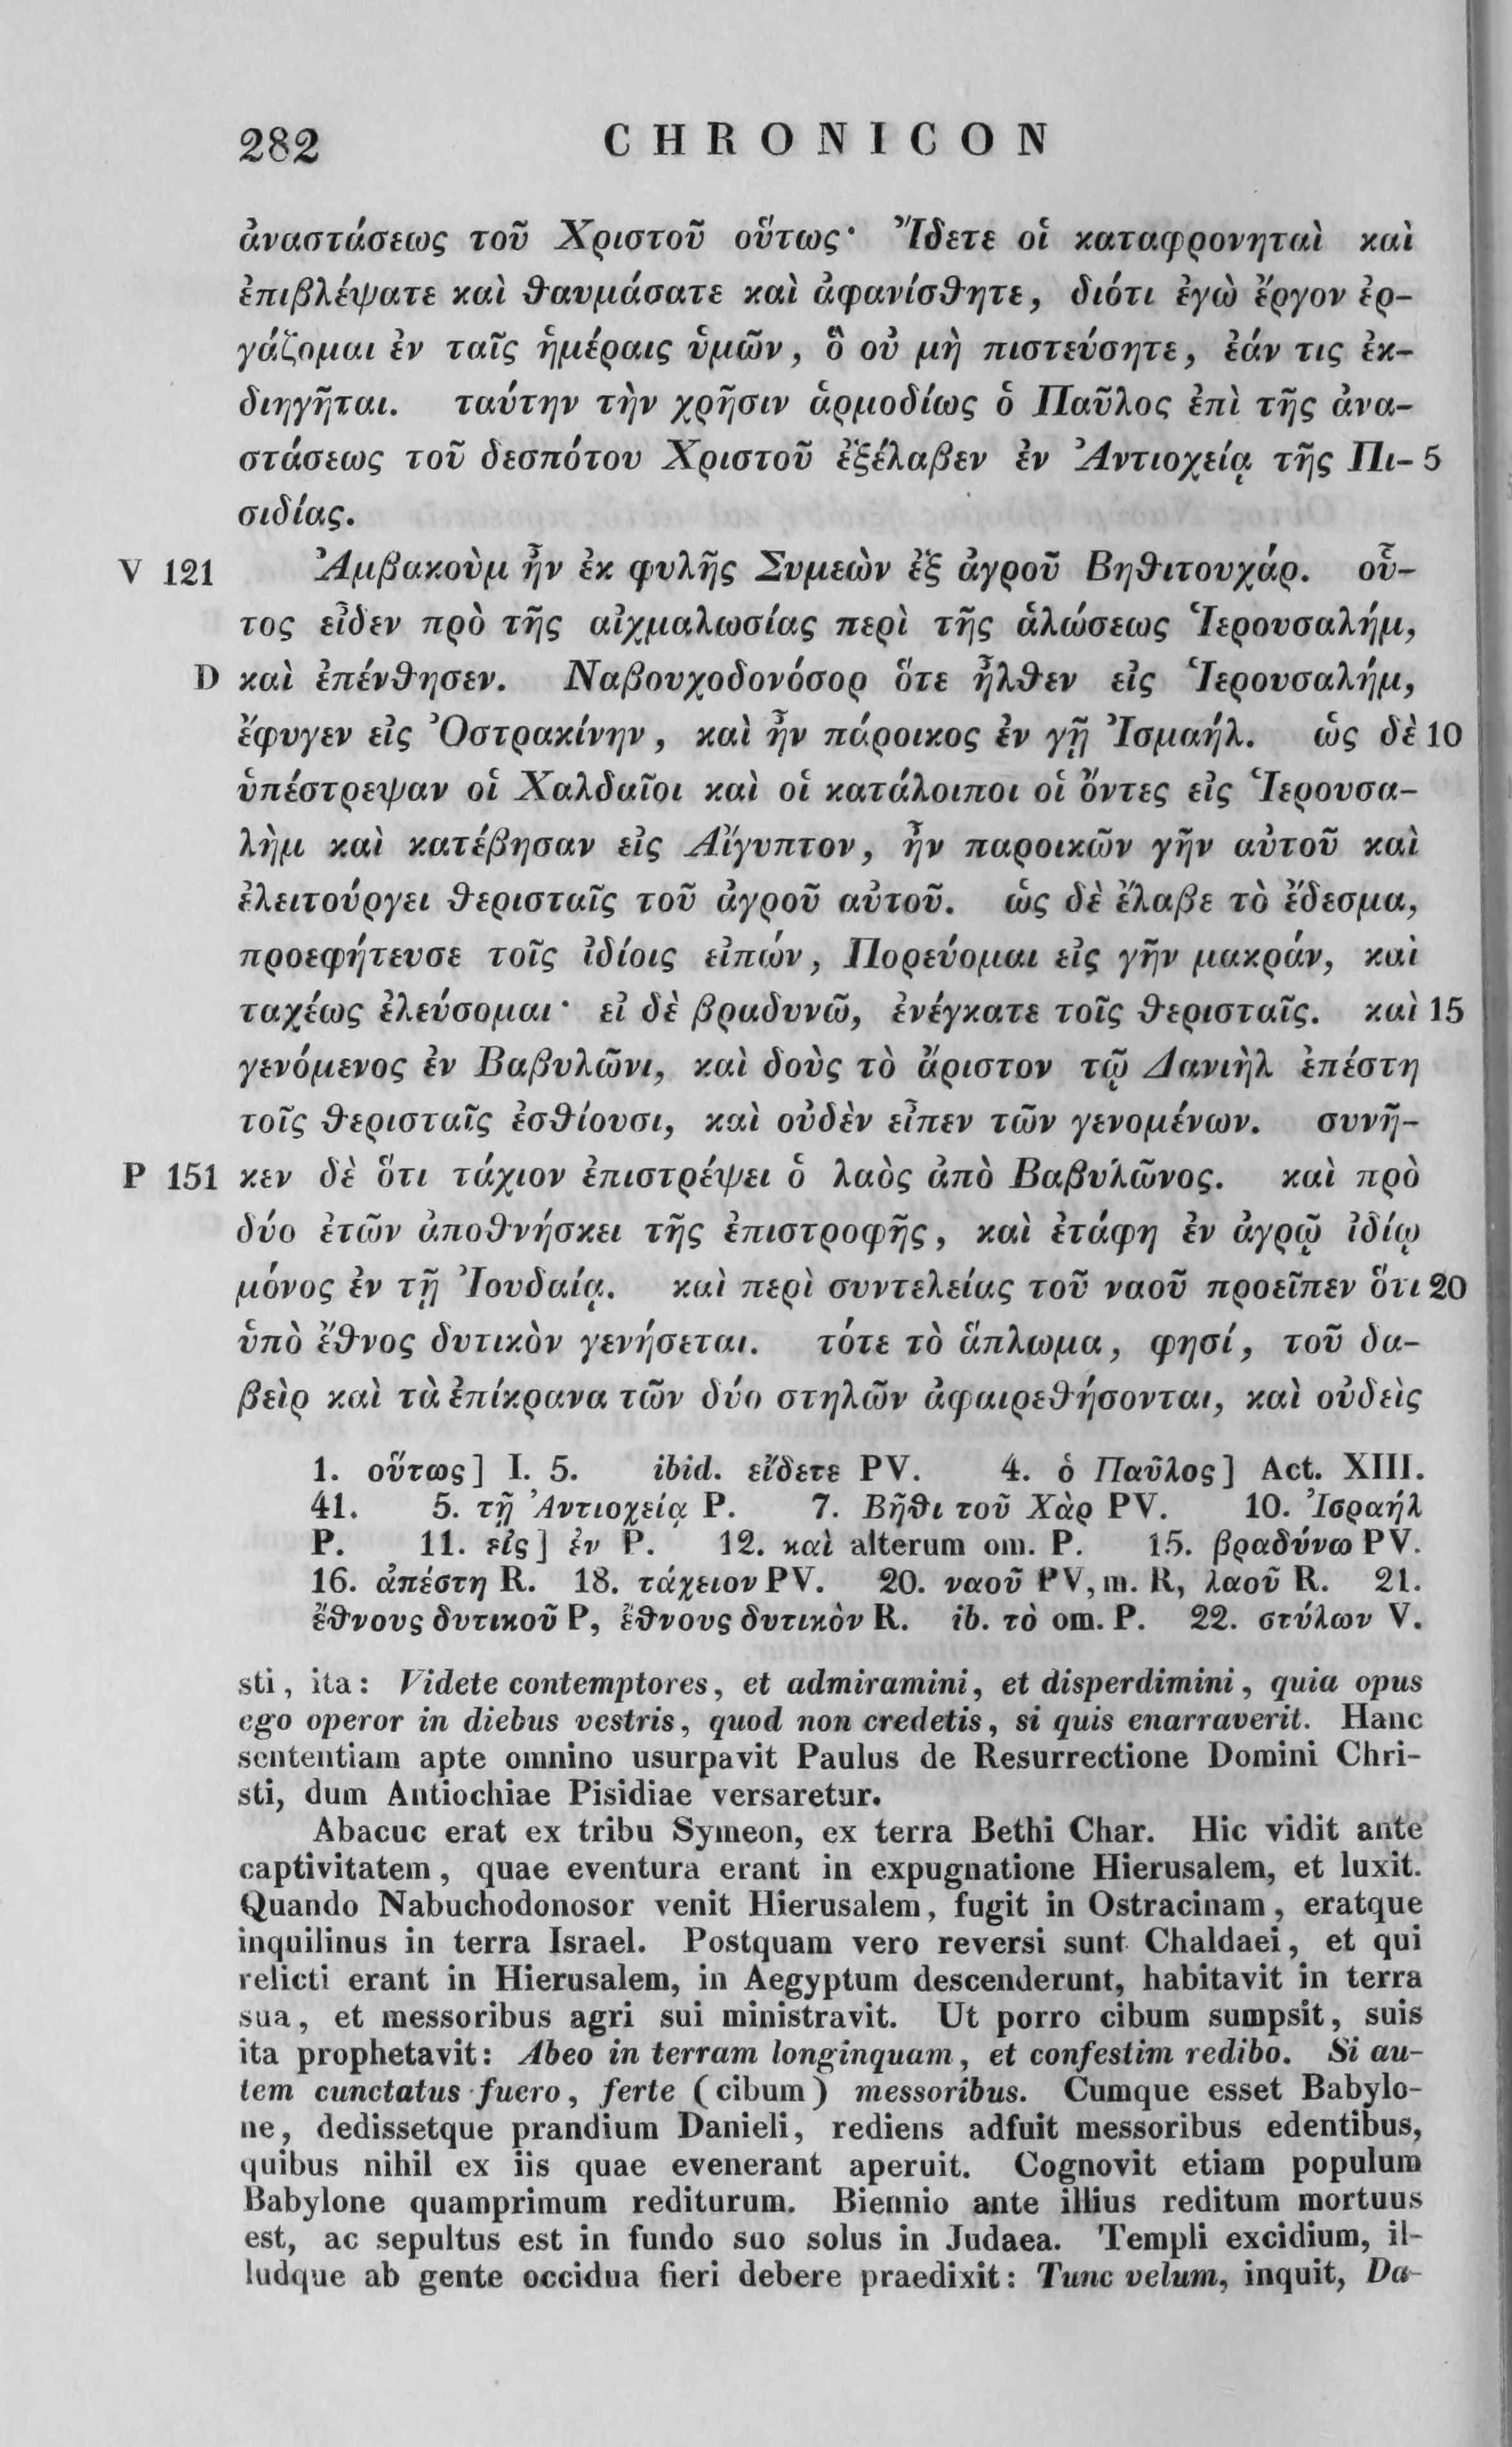 282 CHRONICON
ἀναστάσεως τοῦ Χριστοῦ οὕτως· Ἴδετε οἱ καταφρονηταὶ καὶ
ἐπιβλέψατε καὶ θαυμάσατε καὶ ἀφανίσθητε, διότι ἐγὼ ἔργον ἐρ-
γάζομαι ἐν ταῖς ἡμέραις ὑμῶν, ὃ οὐ μὴ πιστεύσητε, ἐάν τις ἐκ-
διηγῆται. ταύτην τὴν χρῆσιν ἁρμοδίως ὁ Παῦλος ἐπὶ τῆς ἀνα-
στάσεως τοῦ δεσπότου Χριστοῦ ἐξέλαβεν ἐν Ἀντιοχείᾳ τῆς Πι- 5
σιδίας.
V 121 Ἀμβακοὺμ ἦν ἐκ φυλῆς Συμεὼν ἐξ ἀγροῦ Βηθιτουχάρ. οὗ-
τος εἶδεν πρὸ τῆς αἰχμαλωσίας περὶ τῆς ἁλώσεως Ἱερουσαλήμ,
D καὶ ἐπένθησεν. Ναβουχοδονόσορ ὅτε ἦλθεν εἰς Ἱερουσαλήμ,
ἔφυγεν εἰς Ὀστρακίνην, καὶ ἦν πάροικος ἐν γῇ Ἰσμαήλ. ὡς δὲ 10
ὑπέστρεψαν οἱ Χαλδαῖοι καὶ οἱ κατάλοιποι οἱ ὄντες εἰς Ἱερουσα-
λὴμ καὶ κατέβησαν εἰς Αἴγυπτον, ἦν παροικῶν γῆν αὐτοῦ καὶ
ἐλειτούργει θερισταῖς τοῦ ἀγροῦ αὐτοῦ. ὡς δὲ ἔλαβε τὸ ἔδεσμα,
προεφήτευσε τοῖς ἰδίοις εἰπών, Πορεύομαι εἰς γῆν μακράν, καὶ
ταχέως ἐλεύσομαι· εἰ δὲ βραδυνῶ, ἐνέγκατε τοῖς θερισταῖς. καὶ 15
γενόμενος ἐν Βαβυλῶνι, καὶ δοὺς τὸ ἄριστον τῷ Δανιὴλ ἐπέστη
τοῖς θερισταῖς ἐσθίουσι, καὶ οὐδὲν εἶπεν τῶν γενομένων. συνῆ-
P 151 κεν δὲ ὅτι τάχιον ἐπιστρέψει ὁ λαὸς ἀπὸ Βαβυλῶνος. καὶ πρὸ
δύο ἐτῶν ἀποθνήσκει τῆς ἐπιστροφῆς, καὶ ἐτάφη ἐν ἀγρῷ ἰδίῳ
μόνος ἐν τῇ Ἰουδαίᾳ. καὶ περὶ συντελείας τοῦ ναοῦ προεῖπεν ὅτι 20
ὑπὸ ἔθνος δυτικὸν γενήσεται. τότε τὸ ἅπλωμα, φησί, τοῦ δα-
βεὶρ καὶ τὰ ἐπίκρανα τῶν δύο στηλῶν ἀφαιρεθήσονται, καὶ οὐδεὶς
1. οὕτως] I. 5. ibid. εἴδετε PV. 4. ὁ Παῦλος] Act. XIII.
41. 5. τῇ Ἀντιοχείᾳ P. 7. Βῆθι τοῦ Χὰρ PV. 10. Ἰσραήλ
P. 11. εἰς] ἐν P. 12. καὶ alterum om. P. 15. βραδύνω PV.
16. ἀπέστη R. 18. τάχειον PV. 20. ναοῦ PV, m. R, λαοῦ R. 21.
ἔθνους δυτικοῦ P, ἔθνους δυτικὸν R. ib. τὸ om. P. 22. στύλων V.
sti, ita: Videte contemptores, et admiramini, et disperdimini, quia opus
ego operor in diebus vestris, quod non credetis, si quis enarraverit. Hanc
sententiam apte omnino usurpavit Paulus de Resurrectione Domini Chri-
sti, dum Antiochiae Pisidiae versaretur.
Abacuc erat ex tribu Symeon, ex terra Bethi Char. Hic vidit ante
captivitatem, quae eventura erant in expugnatione Hierusalem, et luxit.
Quando Nabuchodonosor venit Hierusalem, fugit in Ostracinam, eratque
inquilinus in terra Israel. Postquam vero reversi sunt Chaldaei, et qui
relicti erant in Hierusalem, in Aegyptum descenderunt, habitavit in terra
sua, et messoribus agri sui ministravit. Ut porro cibum sumpsit, suis
ita prophetavit: Abeo in terram longinquam, et confestim redibo. Si au-
tem cunctatus fuero, ferte (cibum) messoribus. Cumque esset Babylo-
ne, dedissetque prandium Danieli, rediens adfuit messoribus edentibus,
quibus nihil ex iis quae evenerant aperuit. Cognovit etiam populum
Babylone quamprimum rediturum. Biennio ante illius reditum mortuus
est, ac sepultus est in fundo suo solus in Judaea. Templi excidium, il-
ludque ab gente occidua fieri debere praedixit: Tunc velum, inquit, Da-